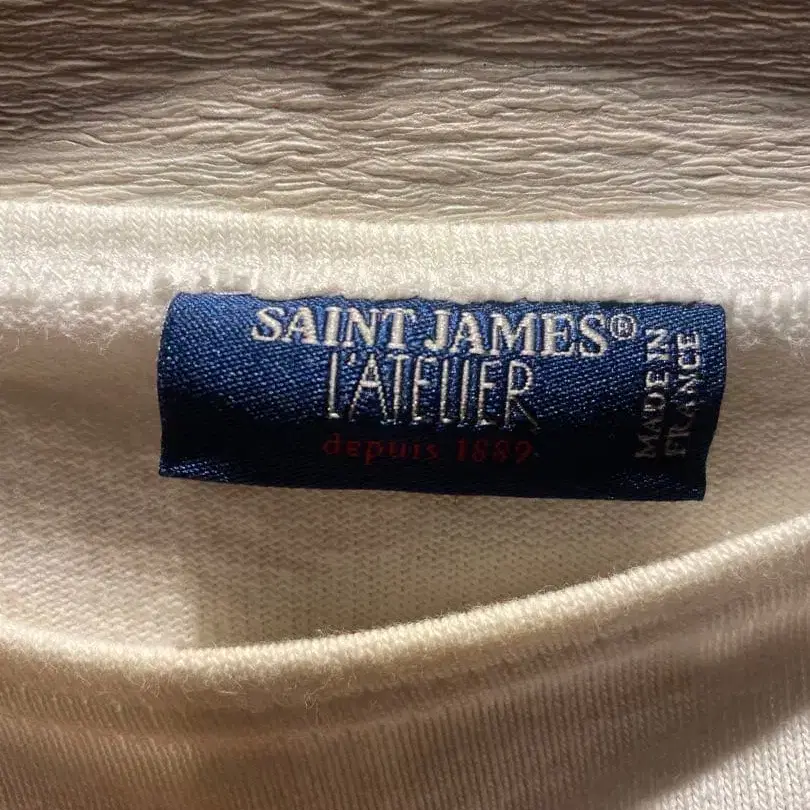 SAINT JAMES®
L'ATELIER
depuis 1889
MADE IN
FRANCE